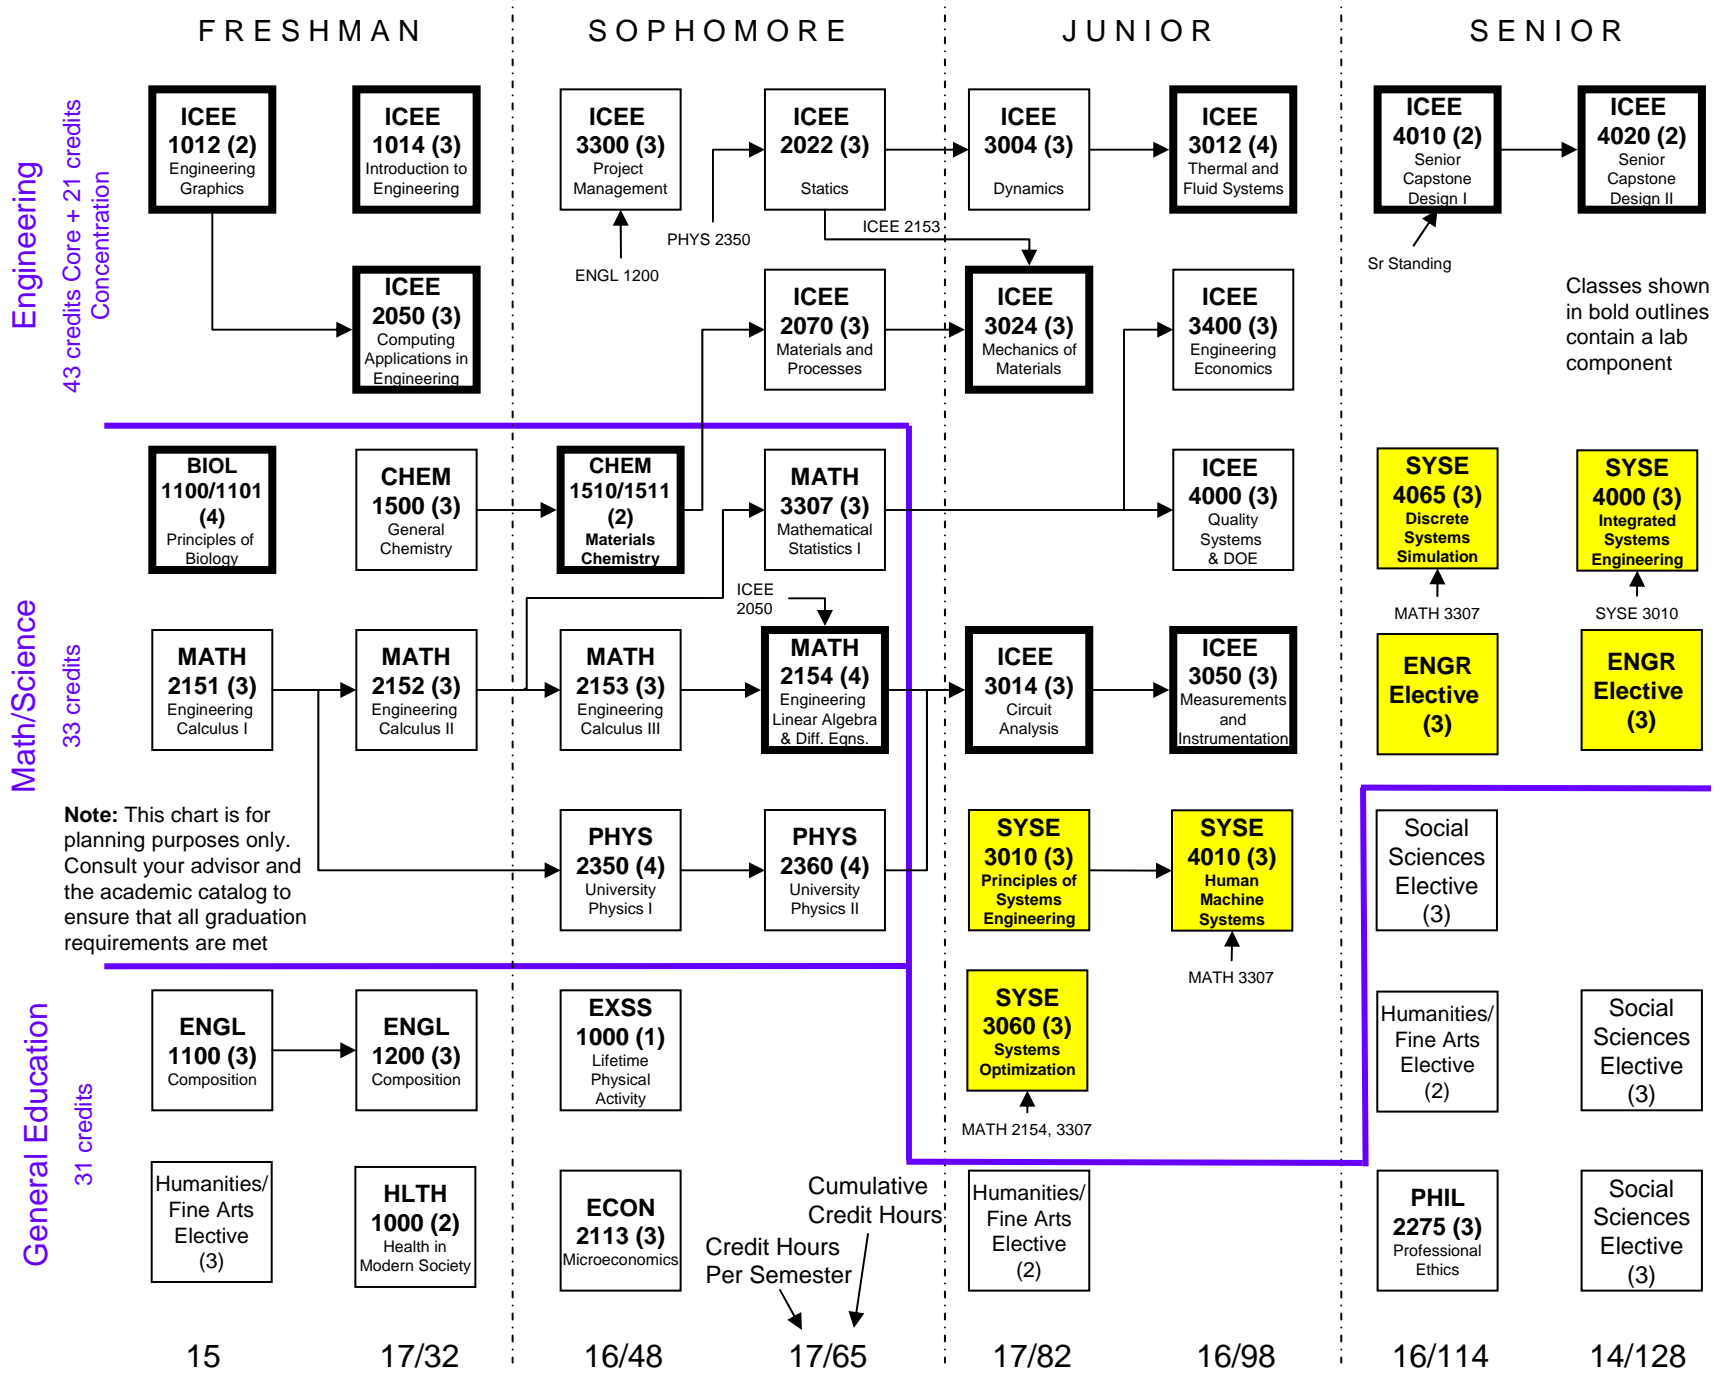 FRESHMAN
SOPHOMORE
JUNIOR
SENIOR
Engineering
43 credits Core + 21 credits
Concentration
ICEE
1012 (2)
Engineering
Graphics
ICEE
1014 (3)
Introduction to
Engineering
ICEE
3300 (3)
Project
Management
ICEE
2022 (3)
Statics
ICEE
3004 (3)
Dynamics
ICEE
3012 (4)
Thermal and
Fluid Systems
ICEE
4010 (2)
Senior
Capstone
Design I
ICEE
4020 (2)
Senior
Capstone
Design II
ENGL 1200
PHYS 2350
ICEE 2153
Sr Standing
ICEE
2050 (3)
Computing
Applications in
Engineering
ICEE
2070 (3)
Materials and
Processes
ICEE
3024 (3)
Mechanics of
Materials
ICEE
3400 (3)
Engineering
Economics
Classes shown
in bold outlines
contain a lab
component
Math/Science
33 credits
BIOL
1100/1101
(4)
Principles of
Biology
CHEM
1500 (3)
General
Chemistry
CHEM
1510/1511
(2)
Materials
Chemistry
MATH
3307 (3)
Mathematical
Statistics I
ICEE
4000 (3)
Quality
Systems
& DOE
SYSE
4065 (3)
Discrete
Systems
Simulation
SYSE
4000 (3)
Integrated
Systems
Engineering
ICEE
2050
MATH 3307
SYSE 3010
MATH
2151 (3)
Engineering
Calculus I
MATH
2152 (3)
Engineering
Calculus II
MATH
2153 (3)
Engineering
Calculus III
MATH
2154 (4)
Engineering
Linear Algebra
& Diff. Eqns.
ICEE
3014 (3)
Circuit
Analysis
ICEE
3050 (3)
Measurements
and
Instrumentation
ENGR
Elective
(3)
ENGR
Elective
(3)
Note: This chart is for
planning purposes only.
Consult your advisor and
the academic catalog to
ensure that all graduation
requirements are met
PHYS
2350 (4)
University
Physics I
PHYS
2360 (4)
University
Physics II
SYSE
3010 (3)
Principles of
Systems
Engineering
SYSE
4010 (3)
Human
Machine
Systems
Social
Sciences
Elective
(3)
MATH 3307
General Education
31 credits
ENGL
1100 (3)
Composition
ENGL
1200 (3)
Composition
EXSS
1000 (1)
Lifetime
Physical
Activity
SYSE
3060 (3)
Systems
Optimization
Humanities/
Fine Arts
Elective
(2)
Social
Sciences
Elective
(3)
MATH 2154, 3307
Humanities/
Fine Arts
Elective
(3)
HLTH
1000 (2)
Health in
Modern Society
ECON
2113 (3)
Microeconomics
Cumulative
Credit Hours
Credit Hours
Per Semester
Humanities/
Fine Arts
Elective
(2)
PHIL
2275 (3)
Professional
Ethics
Social
Sciences
Elective
(3)
15
17/32
16/48
17/65
17/82
16/98
16/114
14/128